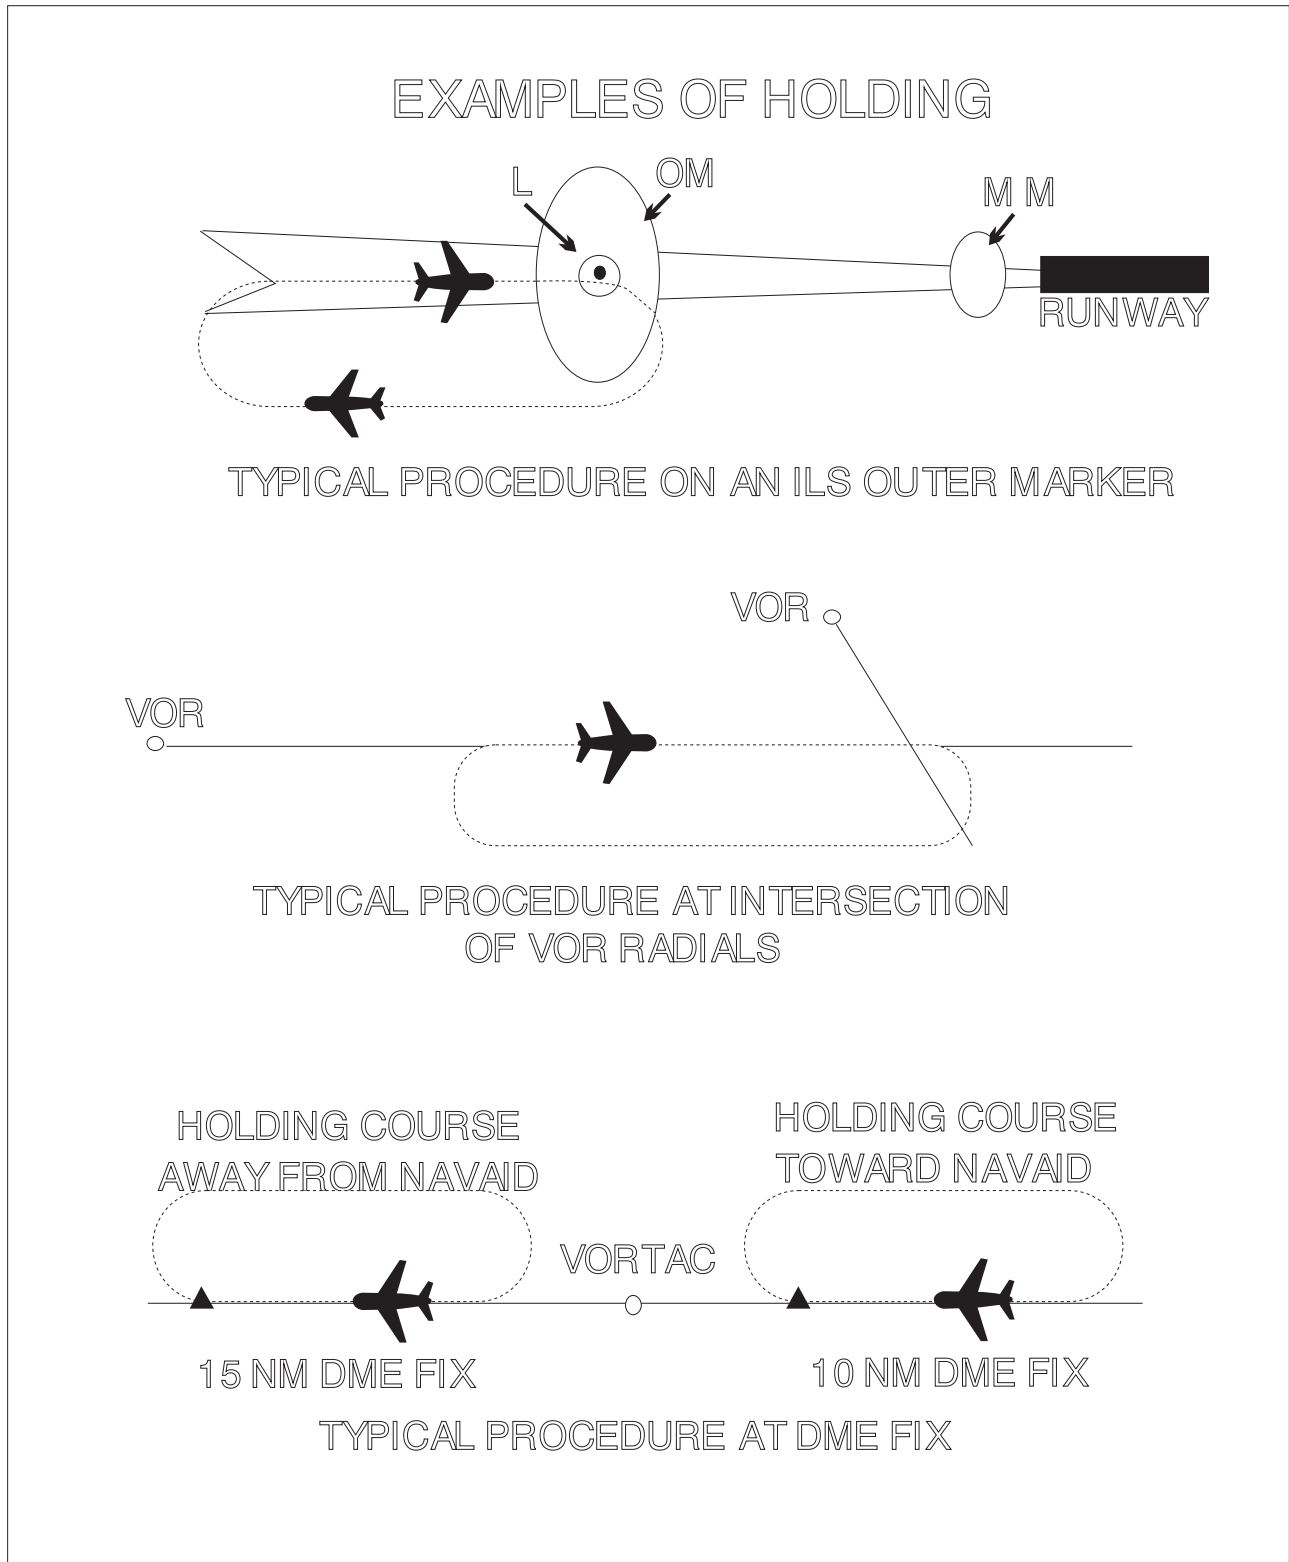 EXAMPLES OF HOLDING
L
OM
MM
RUNWAY
TYPICAL PROCEDURE ON AN ILS OUTER MARKER
VOR
VOR
TYPICAL PROCEDURE AT INTERSECTION
OF VOR RADIALS
HOLDING COURSE
AWAY FROM NAVAID
HOLDING COURSE
TOWARD NAVAID
VORTAC
15 NM DME FIX
10 NM DME FIX
TYPICAL PROCEDURE AT DME FIX